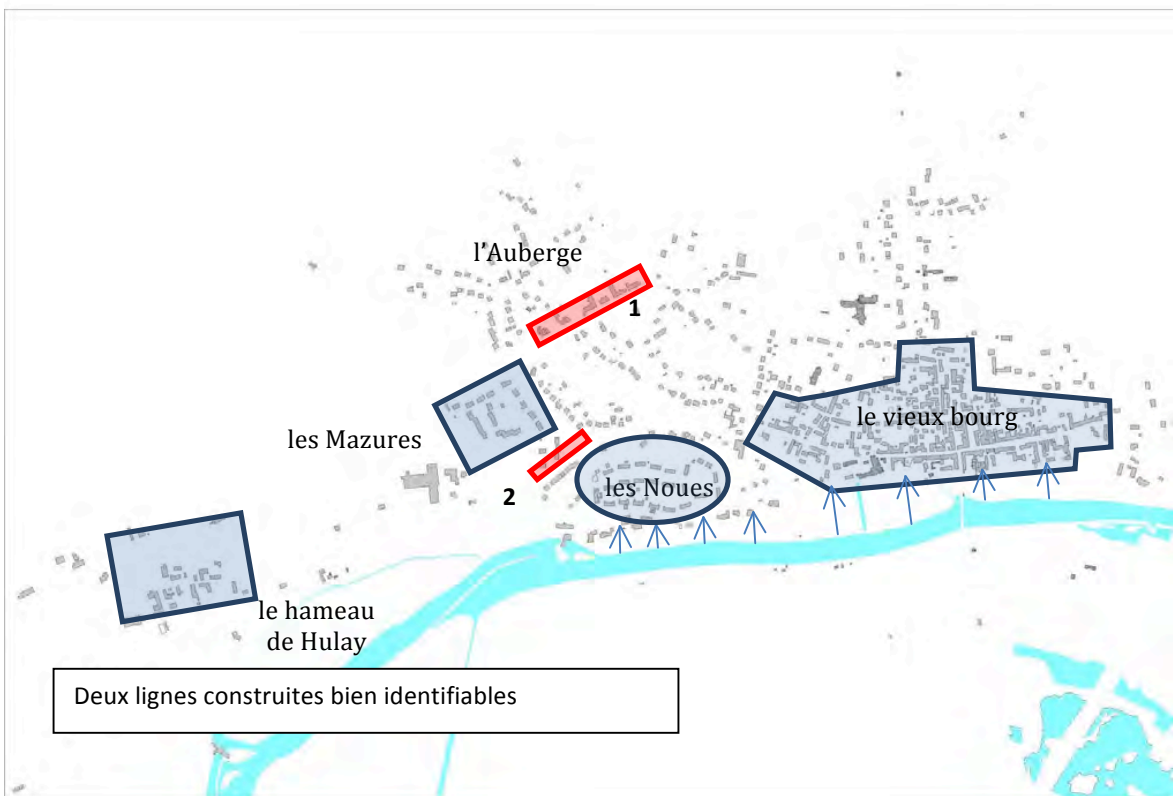 l'Auberge
1
les Mazures
le vieux bourg
2
les Noues
le hameau
de Hulay
Deux lignes construites bien identifiables